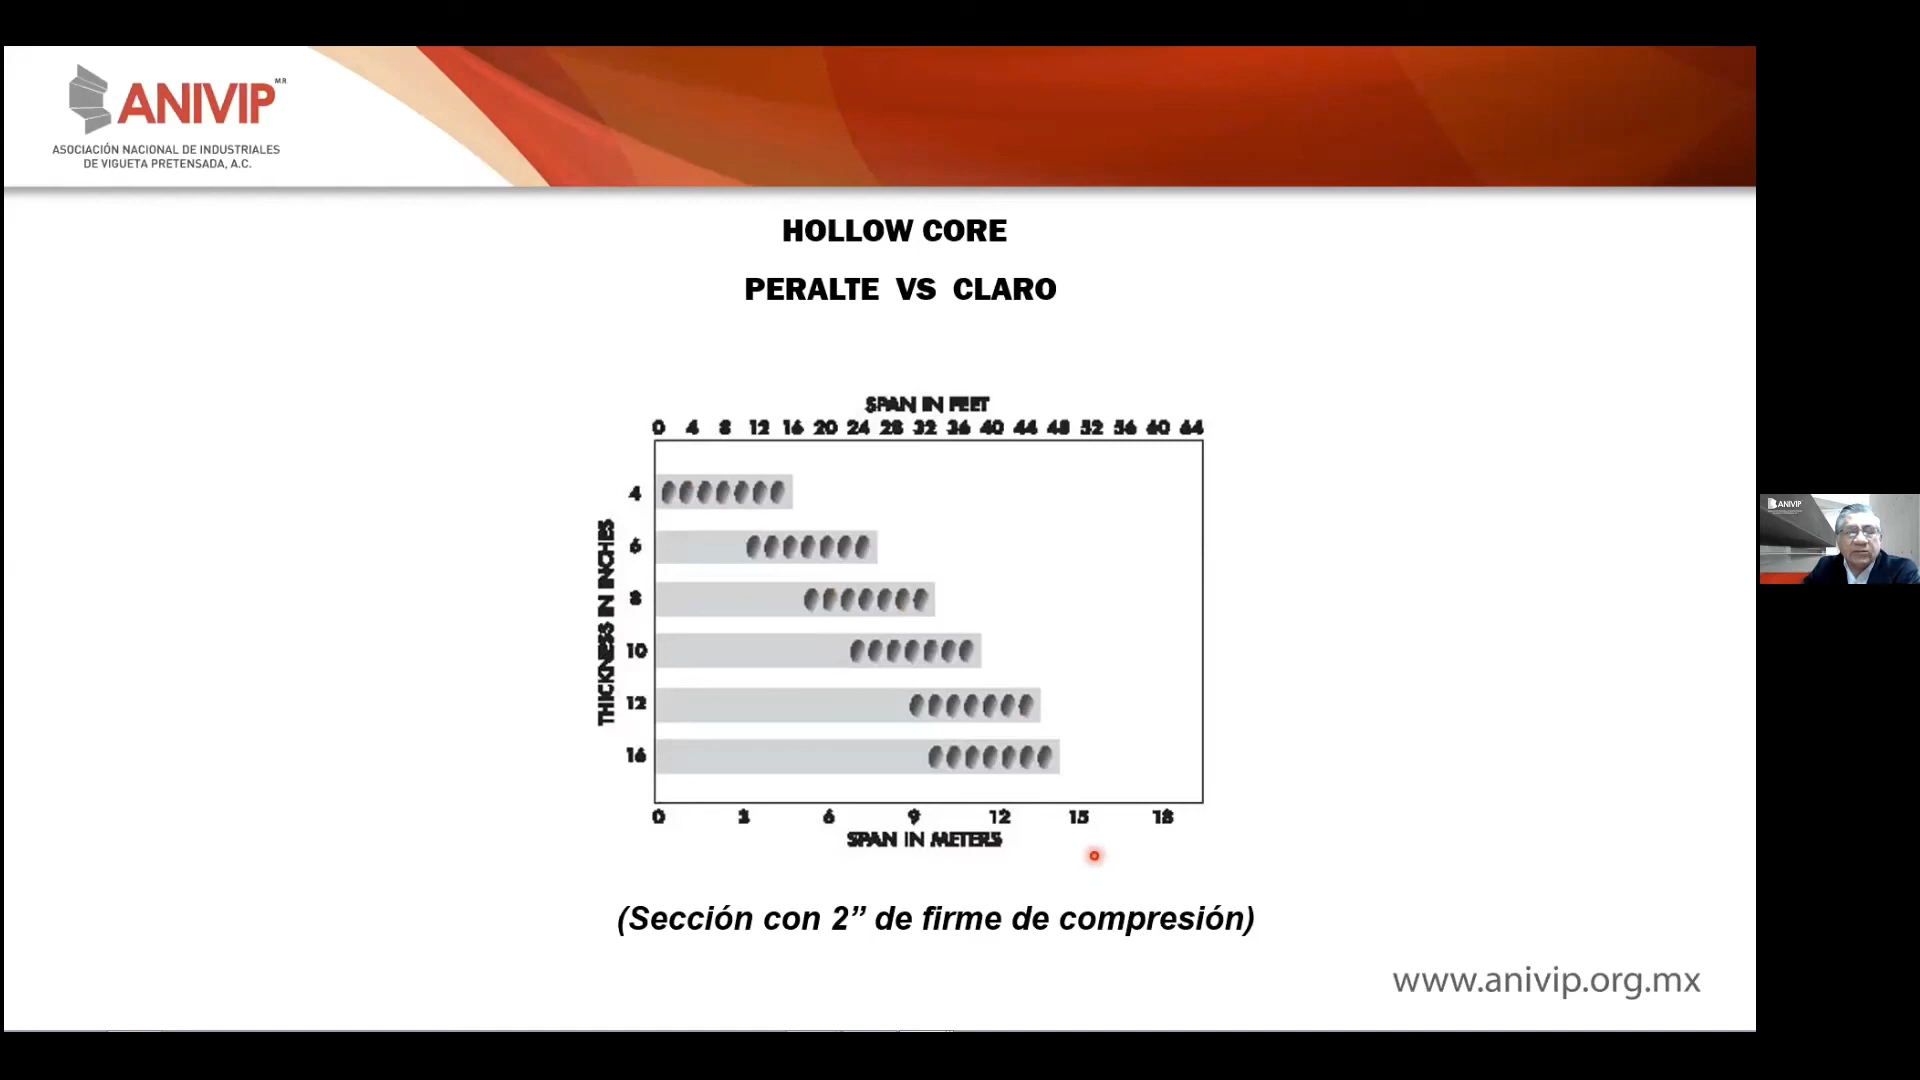 ANIVIP MR
ASOCIACIÓN NACIONAL DE INDUSTRIALES
DE VIGUETA PRETENSADA, A.C.
HOLLOW CORE
PERALTE VS CLARO
SPAN IN FEET
0 4 8 12 16 20 24 28 32 36 40 44 48 52 56 60 64
THICKNESS IN INCHES
4
6
8
10
12
16
0 3 6 9 12 15 18
SPAN IN METERS
(Sección con 2” de firme de compresión)
www.anivip.org.mx
ANIVIP